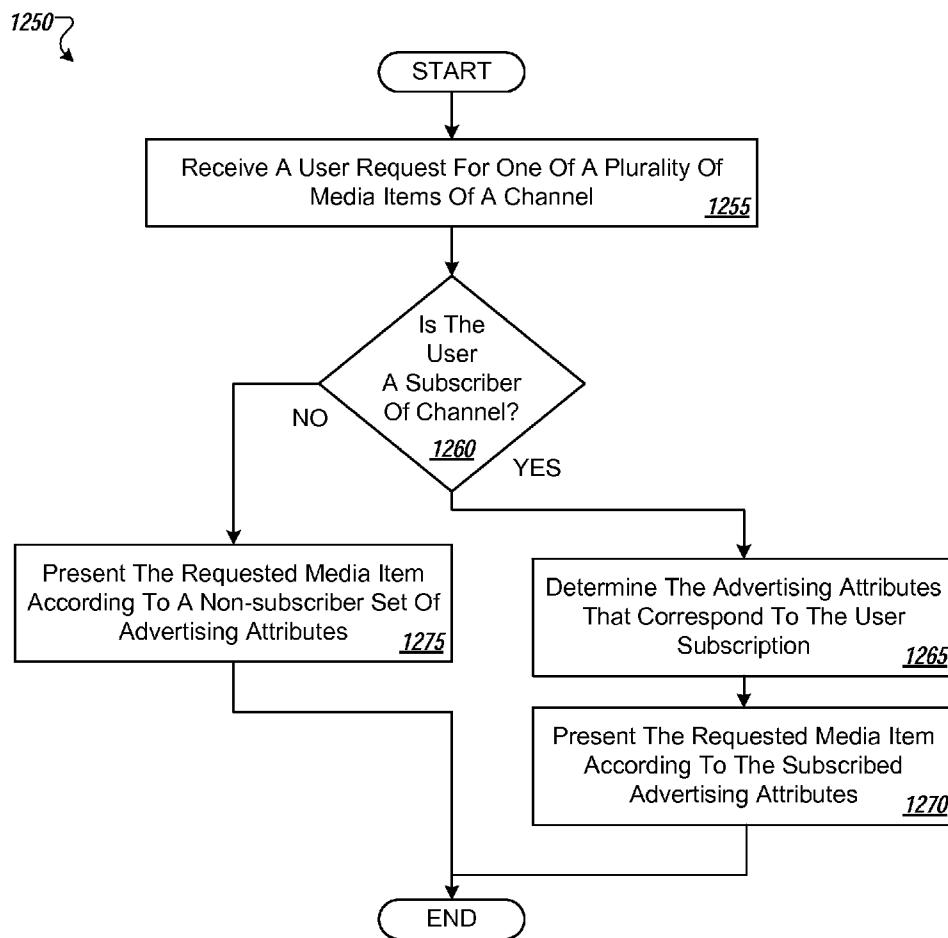 1250
START
Receive A User Request For One Of A Plurality Of
Media Items Of A Channel
1255
Is The
User
A Subscriber
Of Channel?
1260
NO
YES
Present The Requested Media Item
According To A Non-subscriber Set Of
Advertising Attributes
1275
Determine The Advertising Attributes
That Correspond To The User
Subscription
1265
Present The Requested Media Item
According To The Subscribed
Advertising Attributes
1270
END